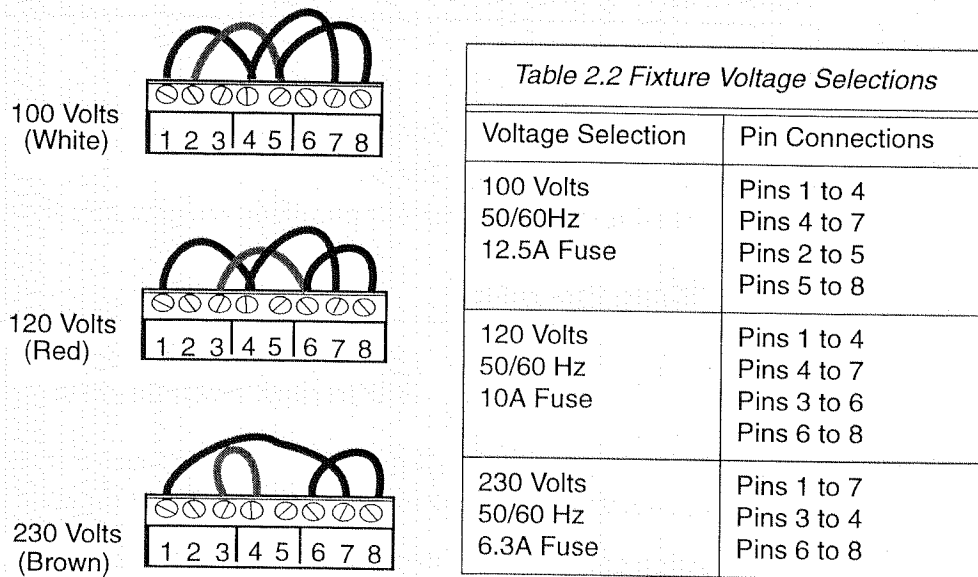 100 Volts
(White)
1 2 3 4 5 6 7 8
120 Volts
(Red)
1 2 3 4 5 6 7 8
230 Volts
(Brown)
1 2 3 4 5 6 7 8
Table 2.2 Fixture Voltage Selections
Voltage Selection Pin Connections
100 Volts Pins 1 to 4
50/60Hz Pins 4 to 7
12.5A Fuse Pins 2 to 5
Pins 5 to 8
120 Volts Pins 1 to 4
50/60 Hz Pins 4 to 7
10A Fuse Pins 3 to 6
Pins 6 to 8
230 Volts Pins 1 to 7
50/60 Hz Pins 3 to 4
6.3A Fuse Pins 6 to 8